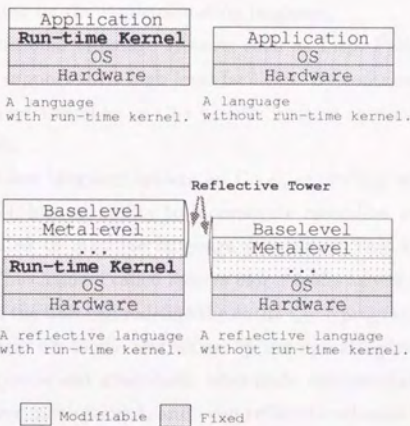 Application
Run-time Kernel
OS
Hardware
A language
with run-time kernel.
Application
OS
Hardware
A language
without run-time kernel.
Reflective Tower
Baselevel
Metalevel
...
Run-time Kernel
OS
Hardware
A reflective language
with run-time kernel.
Baselevel
Metalevel
...
OS
Hardware
A reflective language
without run-time kernel.
Modifiable
Fixed